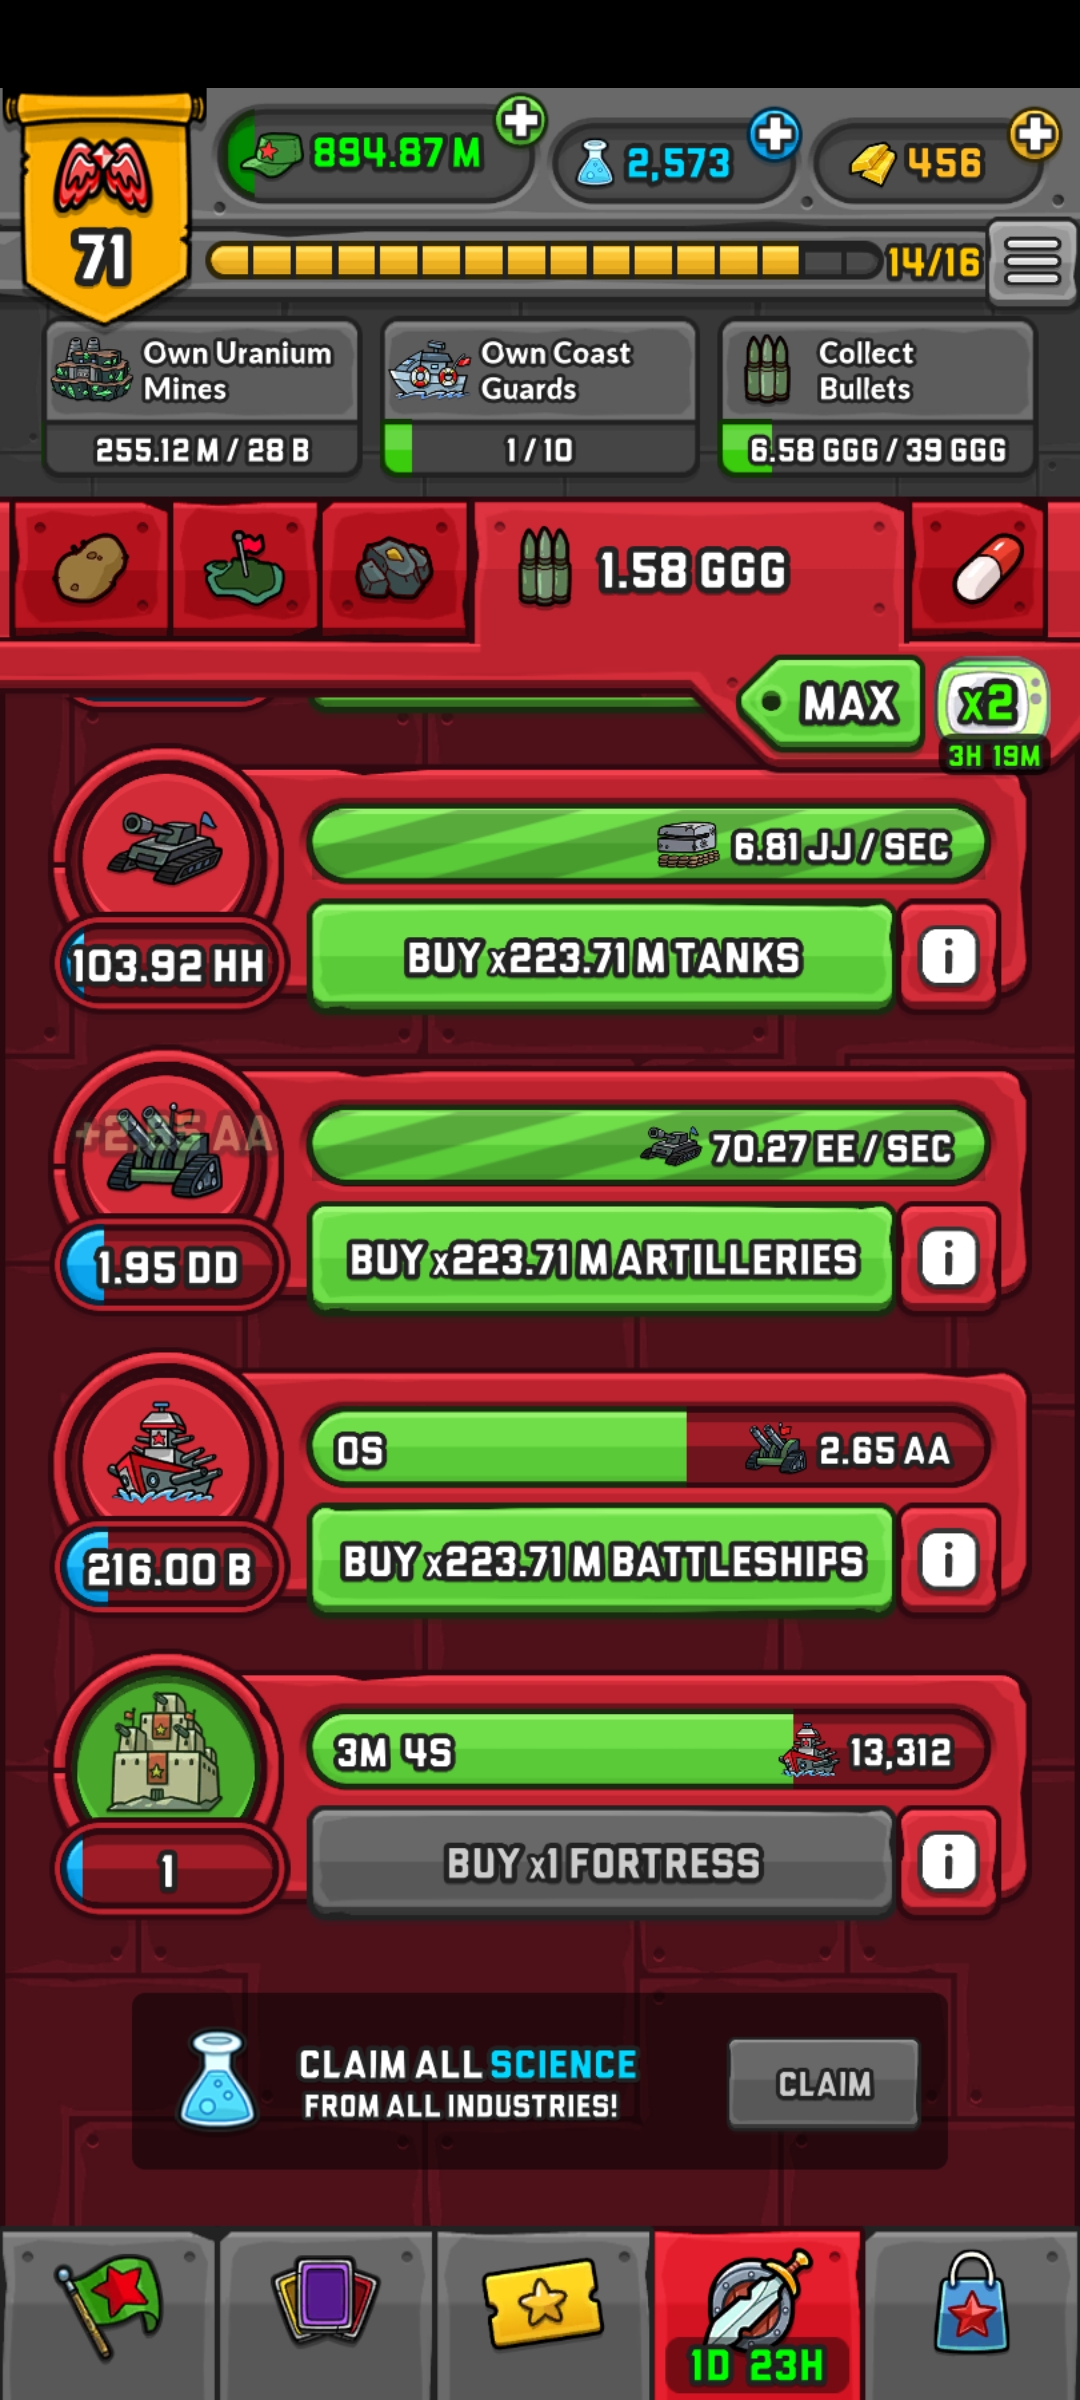 894.87 M
2,573
456
71
14/16
Own Uranium
Mines
255.12 M / 28 B
Own Coast
Guards
1 / 10
Collect
Bullets
6.58 GGG / 39 GGG
1.58 GGG
MAX
x2
3H 19M
6.81 JJ / SEC
103.92 HH
BUY x223.71 M TANKS
i
+2.65 AA
70.27 EE / SEC
1.95 DD
BUY x223.71 M ARTILLERIES
i
0S
2.65 AA
216.00 B
BUY x223.71 M BATTLESHIPS
i
3M 4S
13,312
1
BUY x1 FORTRESS
i
CLAIM ALL SCIENCE
FROM ALL INDUSTRIES!
CLAIM
1D 23H